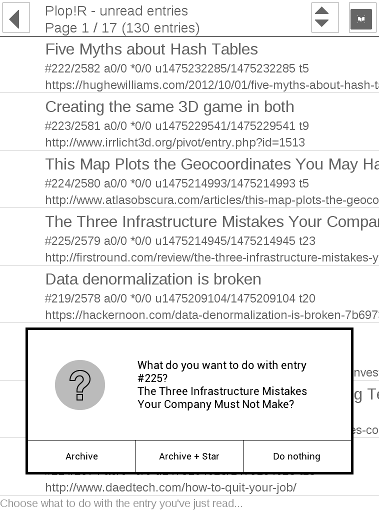 Plop!R - unread entries
Page 1 / 17 (130 entries)
Five Myths about Hash Tables
#222/2582 a0/0 *0/0 u1475232285/1475232285 t5
https://hughewilliams.com/2012/10/01/five-myths-about-hash-t
Creating the same 3D game in both
#223/2581 a0/0 *0/0 u1475229541/1475229541 t9
http://www.irrlicht3d.org/pivot/entry.php?id=1513
This Map Plots the Geocoordinates You May Ha
#224/2580 a0/0 *0/0 u1475214993/1475214993 t5
http://www.atlasobscura.com/articles/this-map-plots-the-geoco
The Three Infrastructure Mistakes Your Compa
#225/2579 a0/0 *0/0 u1475214945/1475214945 t23
http://firstround.com/review/the-three-infrastructure-mistakes-y
Data denormalization is broken
#219/2578 a0/0 *0/0 u1475209104/1475209104 t20
https://hackernoon.com/data-denormalization-is-broken-7b697
What do you want to do with entry
#225?
The Three Infrastructure Mistakes
Your Company Must Not Make?
nves
g Te
es-co
Archive
Archive + Star
Do nothing
http://www.daedtech.com/how-to-quit-your-job/
Choose what to do with the entry you've just read...